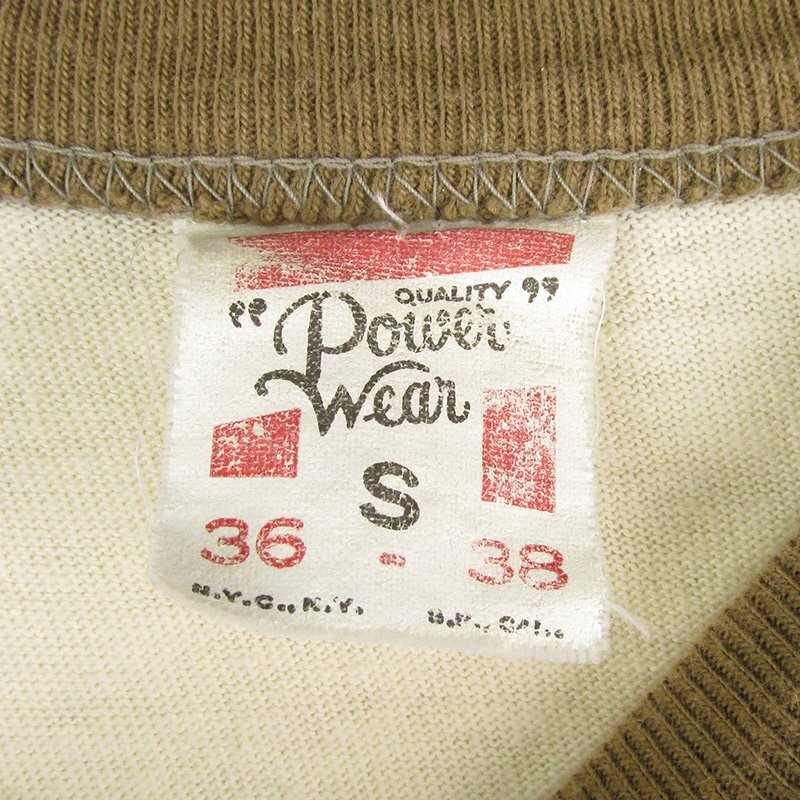 QUALITY
"Power"
Wear
S
36 - 38
N.Y.C., N.Y.